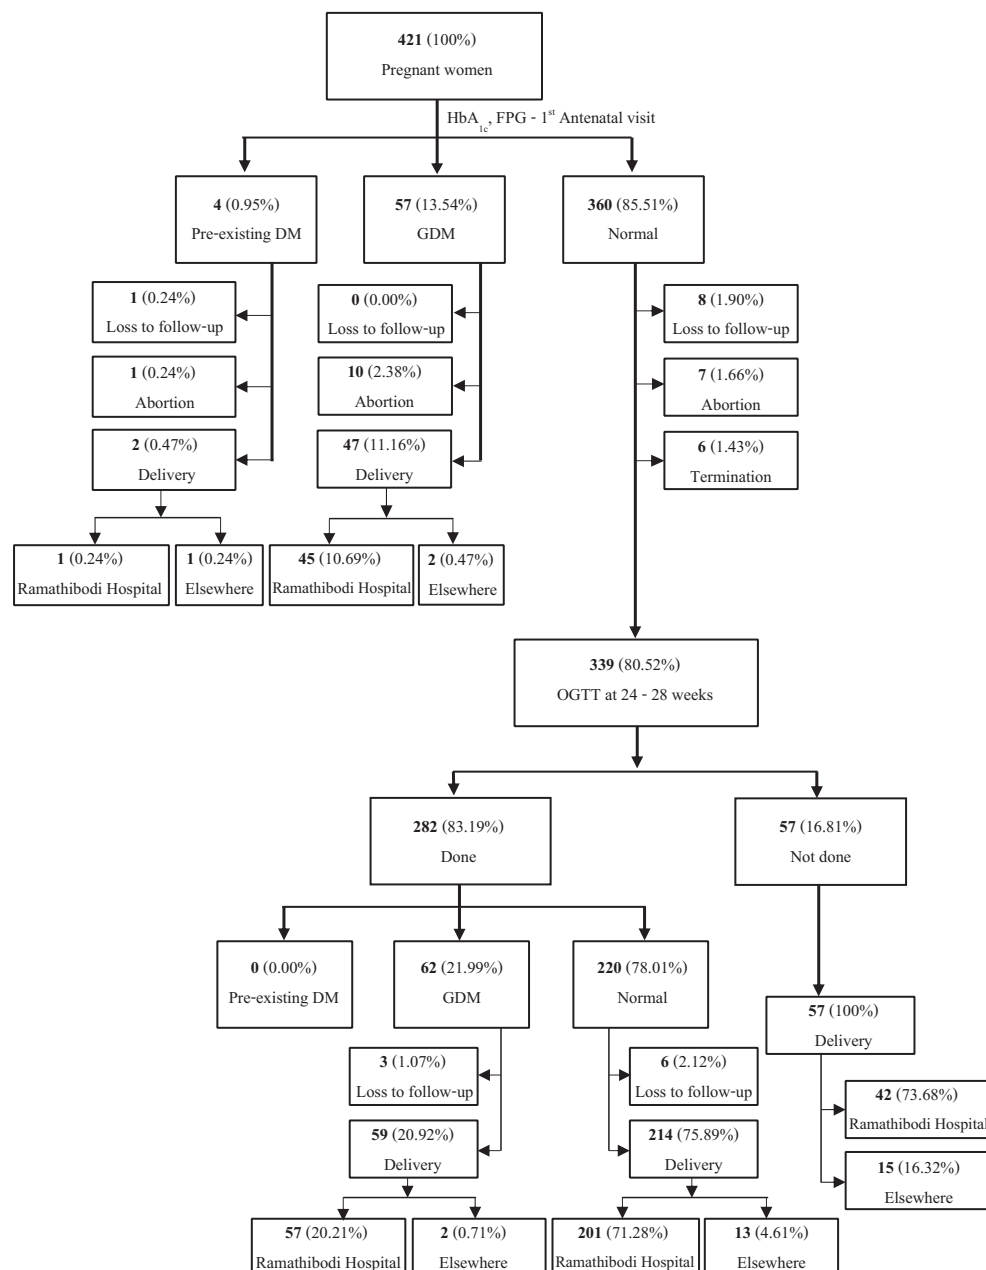 421 (100%)
Pregnant women
HbA1c, FPG - 1st Antenatal visit
4 (0.95%)
Pre-existing DM
57 (13.54%)
GDM
360 (85.51%)
Normal
1 (0.24%)
Loss to follow-up
0 (0.00%)
Loss to follow-up
8 (1.90%)
Loss to follow-up
1 (0.24%)
Abortion
10 (2.38%)
Abortion
7 (1.66%)
Abortion
2 (0.47%)
Delivery
47 (11.16%)
Delivery
6 (1.43%)
Termination
1 (0.24%)
Ramathibodi Hospital
1 (0.24%)
Elsewhere
45 (10.69%)
Ramathibodi Hospital
2 (0.47%)
Elsewhere
339 (80.52%)
OGTT at 24 - 28 weeks
282 (83.19%)
Done
57 (16.81%)
Not done
0 (0.00%)
Pre-existing DM
62 (21.99%)
GDM
220 (78.01%)
Normal
57 (100%)
Delivery
3 (1.07%)
Loss to follow-up
6 (2.12%)
Loss to follow-up
42 (73.68%)
Ramathibodi Hospital
59 (20.92%)
Delivery
214 (75.89%)
Delivery
15 (16.32%)
Elsewhere
57 (20.21%)
Ramathibodi Hospital
2 (0.71%)
Elsewhere
201 (71.28%)
Ramathibodi Hospital
13 (4.61%)
Elsewhere